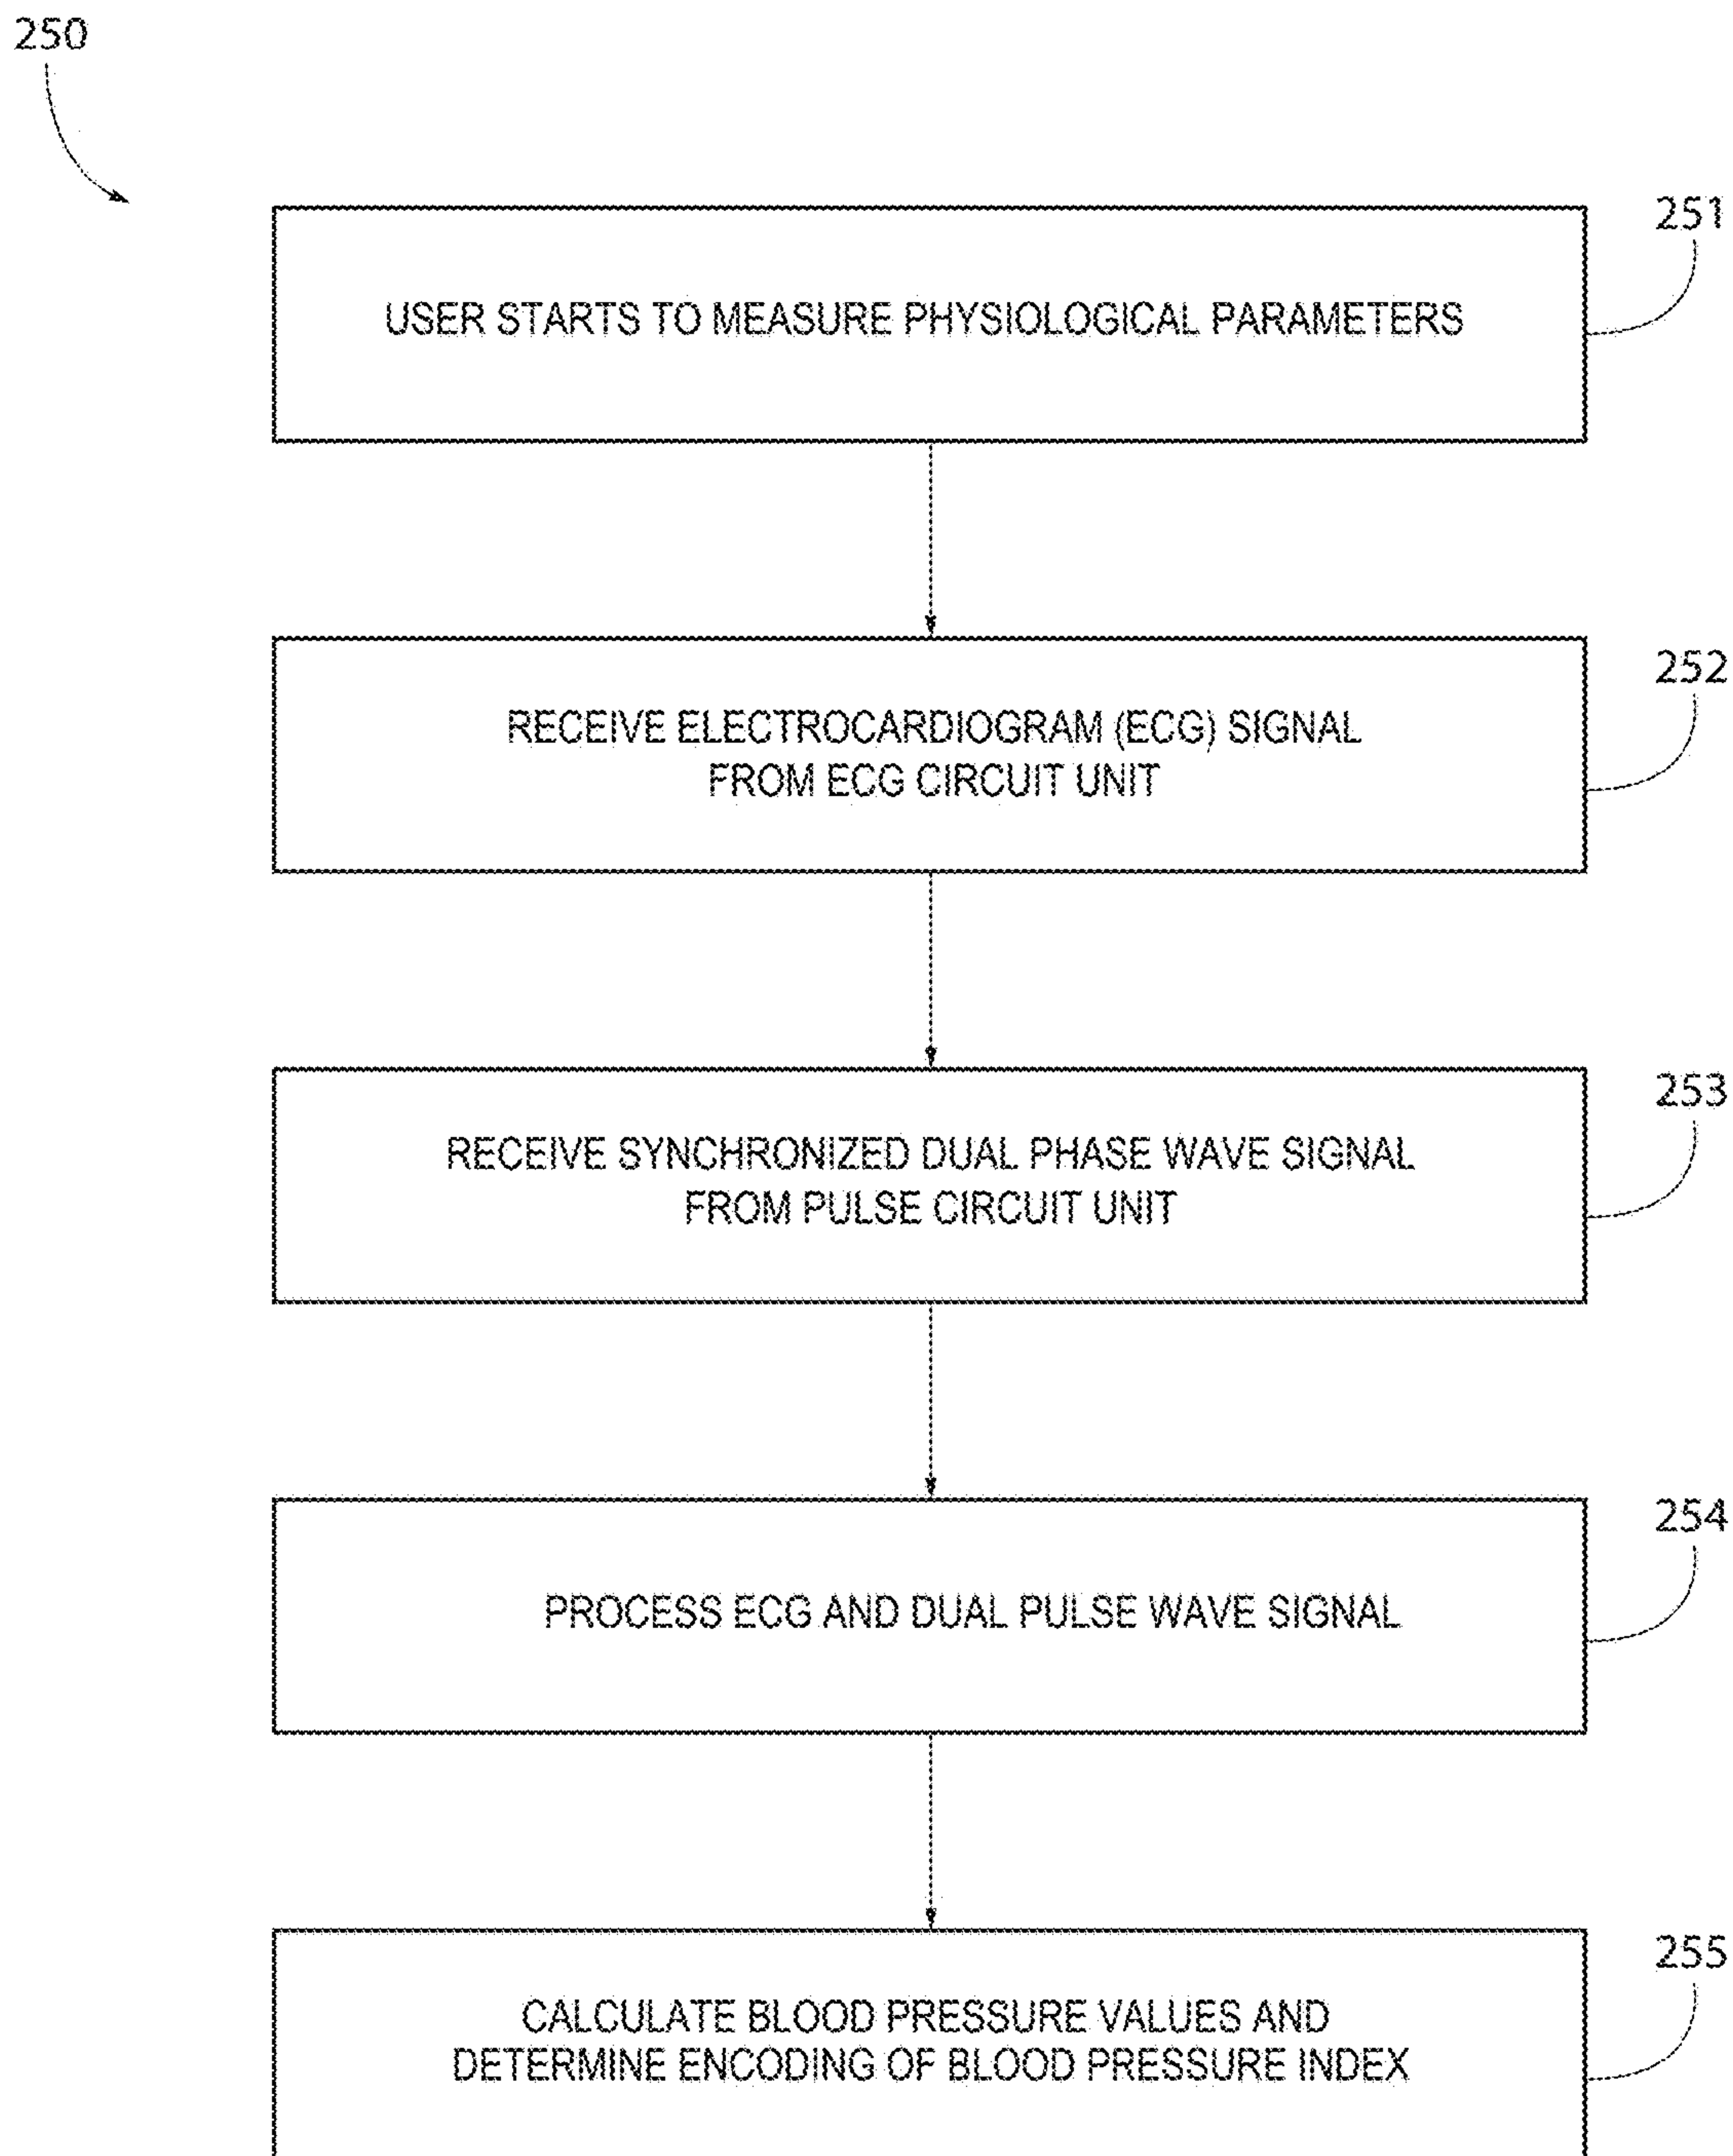 250
251
USER STARTS TO MEASURE PHYSIOLOGICAL PARAMETERS
252
RECEIVE ELECTROCARDIOGRAM (ECG) SIGNAL
FROM ECG CIRCUIT UNIT
253
RECEIVE SYNCHRONIZED DUAL PHASE WAVE SIGNAL
FROM PULSE CIRCUIT UNIT
254
PROCESS ECG AND DUAL PULSE WAVE SIGNAL
255
CALCULATE BLOOD PRESSURE VALUES AND
DETERMINE ENCODING OF BLOOD PRESSURE INDEX